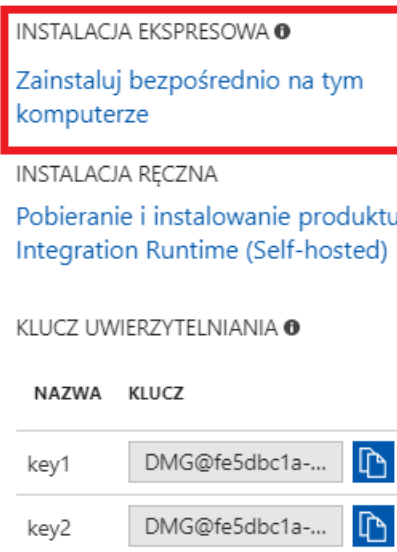 INSTALACJA EKSPRESOWA
Zainstaluj bezpośrednio na tym
komputerze
INSTALACJA RĘCZNA
Pobieranie i instalowanie produktu
Integration Runtime (Self-hosted)
KLUCZ UWIERZYTELNIANIA
NAZWA KLUCZ
key1 DMG@fe5dbc1a-...
key2 DMG@fe5dbc1a-...